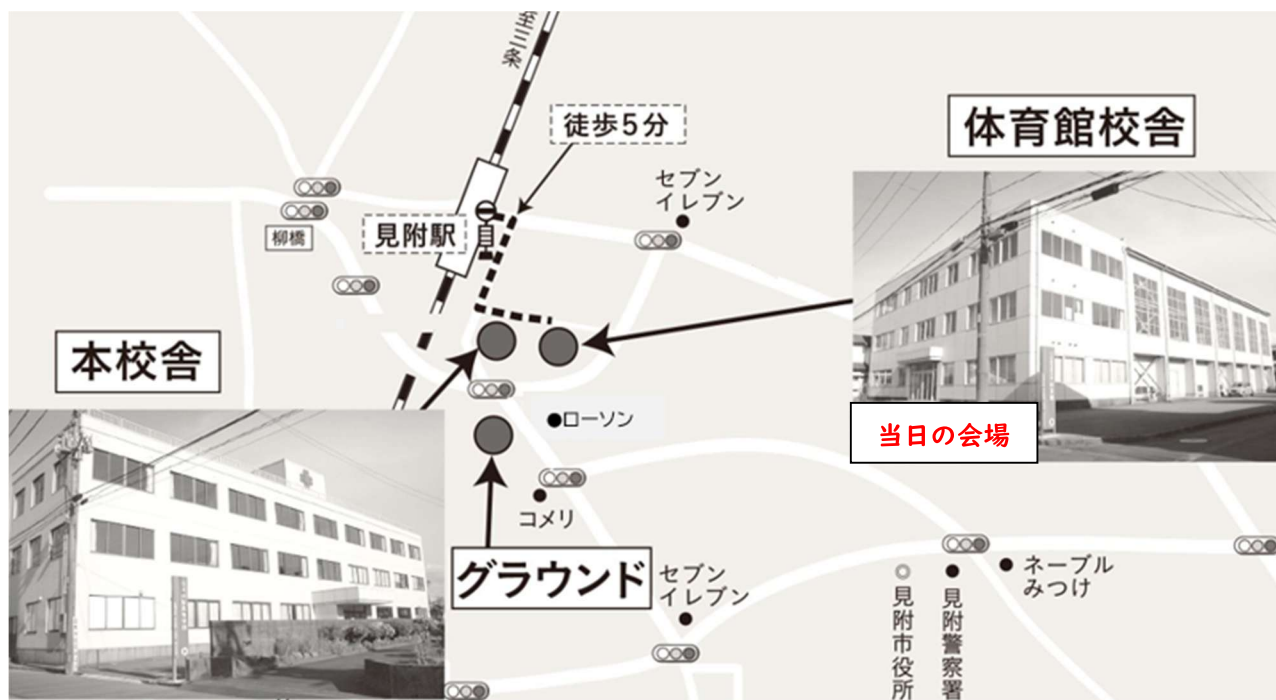 至三条
徒歩5分
体育館校舎
セブン
イレブン
見附駅
柳橋
本校舎
ローソン
当日の会場
コメリ
グラウンド
セブン
イレブン
ネーブル
みつけ
見附市役所
見附警察署